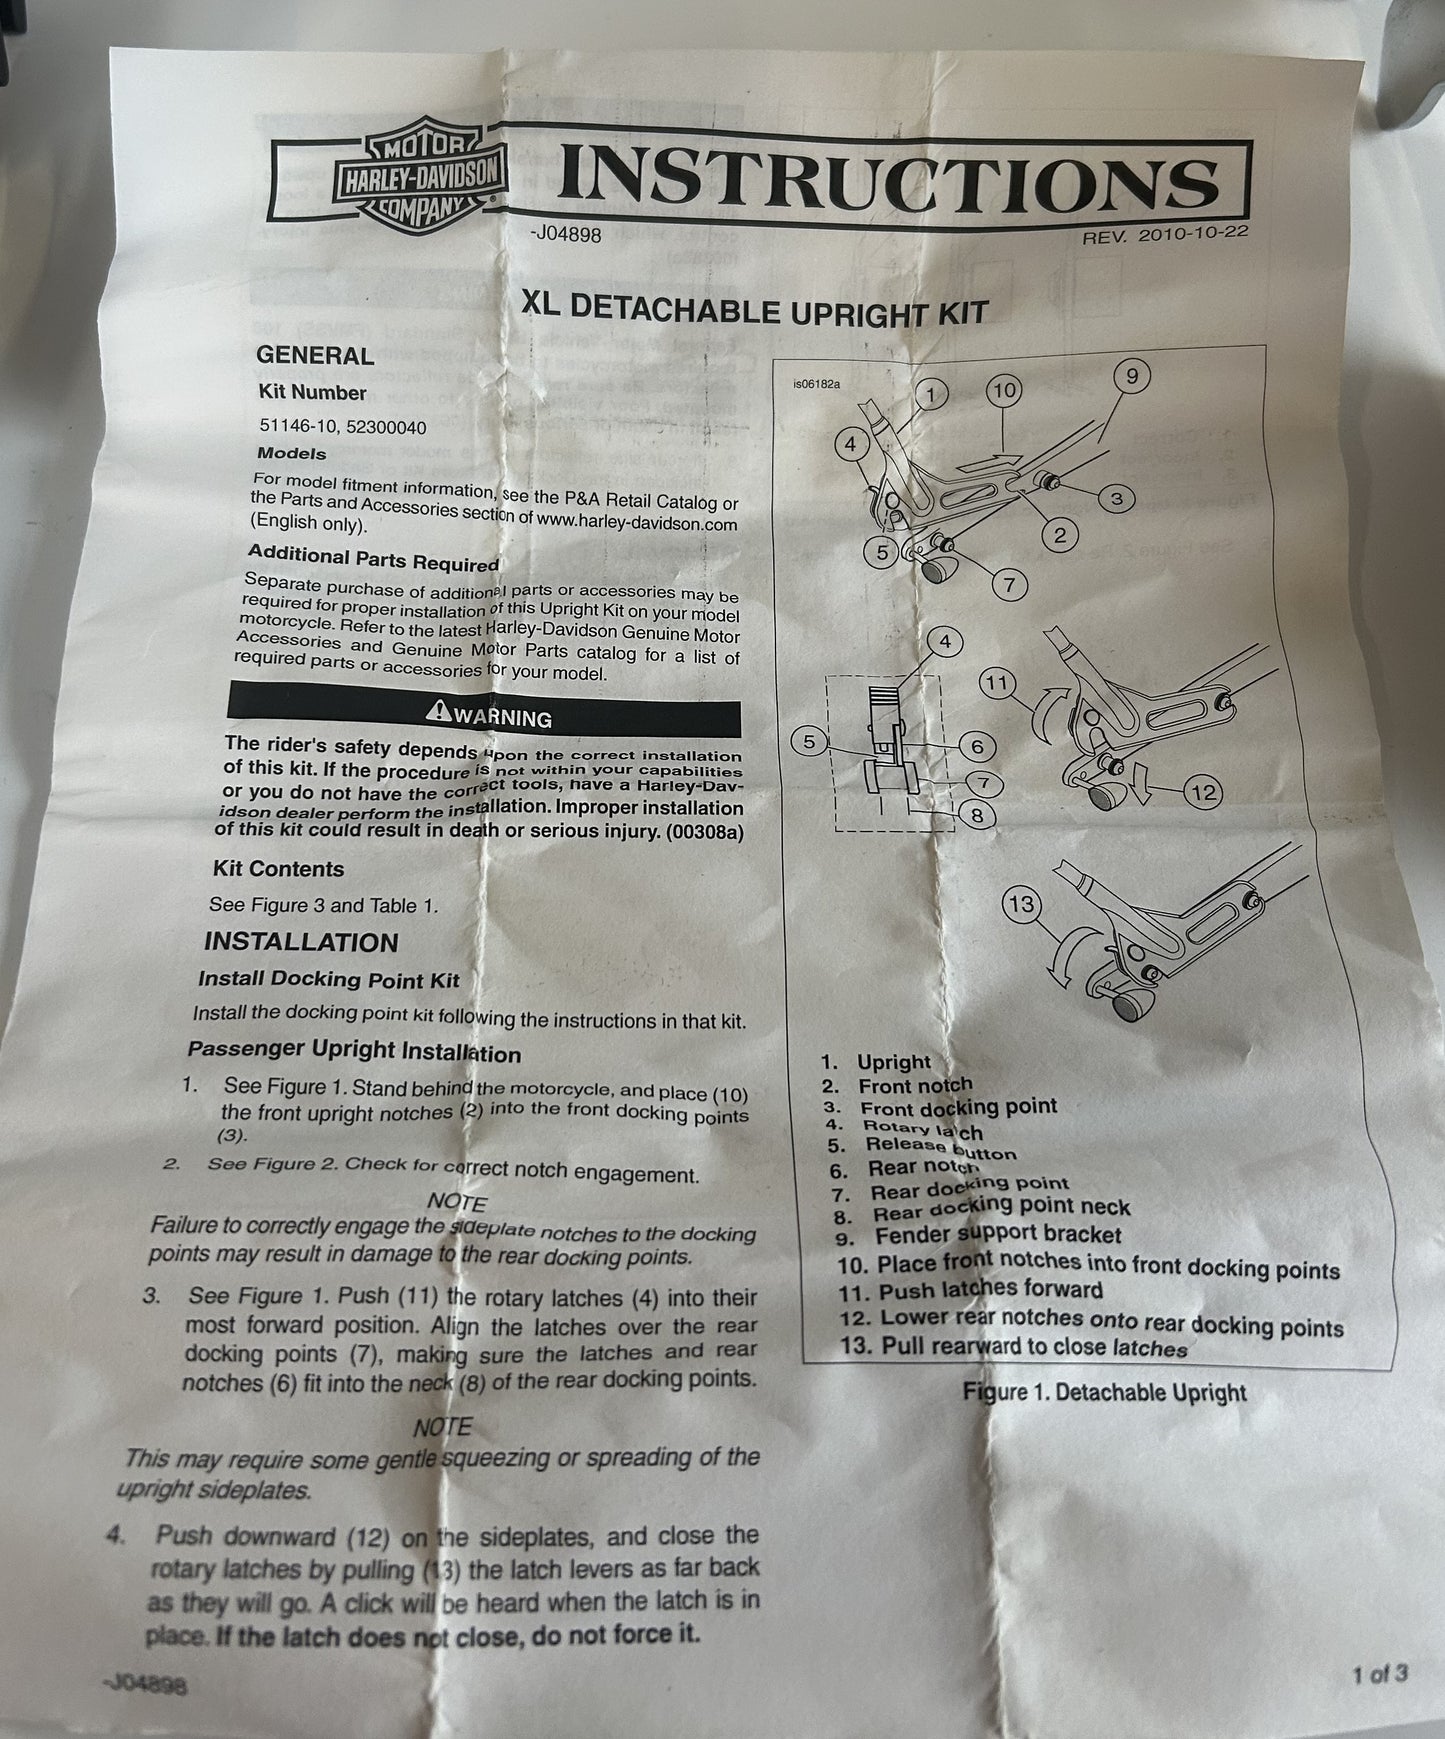 MOTOR
HARLEY-DAVIDSON
COMPANY
INSTRUCTIONS
-J04898
REV. 2010-10-22
XL DETACHABLE UPRIGHT KIT
GENERAL
Kit Number
51146-10, 52300040
Models
For model fitment information, see the P&A Retail Catalog or
the Parts and Accessories section of www.harley-davidson.com
(English only).
Additional Parts Required
Separate purchase of additional parts or accessories may be
required for proper installation of this Upright Kit on your model
motorcycle. Refer to the latest Harley-Davidson Genuine Motor
Accessories and Genuine Motor Parts catalog for a list of
required parts or accessories for your model.
WARNING
The rider's safety depends upon the correct installation
of this kit. If the procedure is not within your capabilities
or you do not have the correct tools, have a Harley-Dav-
idson dealer perform the installation. Improper installation
of this kit could result in death or serious injury. (00308a)
Kit Contents
See Figure 3 and Table 1.
INSTALLATION
Install Docking Point Kit
Install the docking point kit following the instructions in that kit.
Passenger Upright Installation
1. See Figure 1. Stand behind the motorcycle, and place (10)
the front upright notches (2) into the front docking points
(3).
2. See Figure 2. Check for correct notch engagement.
NOTE
Failure to correctly engage the sideplate notches to the docking
points may result in damage to the rear docking points.
3. See Figure 1. Push (11) the rotary latches (4) into their
most forward position. Align the latches over the rear
docking points (7), making sure the latches and rear
notches (6) fit into the neck (8) of the rear docking points.
NOTE
This may require some gentle squeezing or spreading of the
upright sideplates.
4. Push downward (12) on the sideplates, and close the
rotary latches by pulling (13) the latch levers as far back
as they will go. A click will be heard when the latch is in
place. If the latch does not close, do not force it.
is06182a
1
10
9
4
3
2
5
7
4
11
5
6
7
12
8
13
1. Upright
2. Front notch
3. Front docking point
4. Rotary latch
5. Release button
6. Rear notch
7. Rear docking point
8. Rear docking point neck
9. Fender support bracket
10. Place front notches into front docking points
11. Push latches forward
12. Lower rear notches onto rear docking points
13. Pull rearward to close latches
Figure 1. Detachable Upright
-J04898
1 of 3